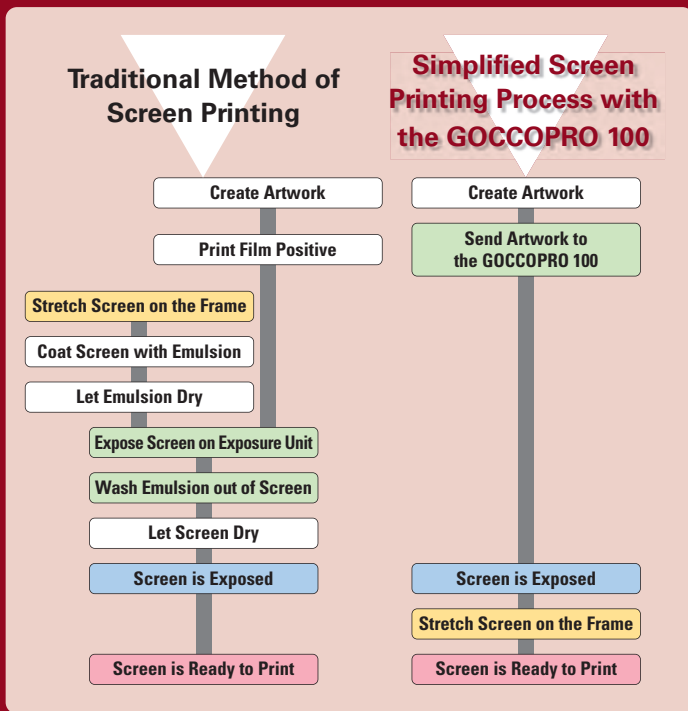 Traditional Method of
Screen Printing
Create Artwork
Print Film Positive
Stretch Screen on the Frame
Coat Screen with Emulsion
Let Emulsion Dry
Expose Screen on Exposure Unit
Wash Emulsion out of Screen
Let Screen Dry
Screen is Exposed
Screen is Ready to Print
Simplified Screen
Printing Process with
the GOCCOPRO 100
Create Artwork
Send Artwork to
the GOCCOPRO 100
Screen is Exposed
Stretch Screen on the Frame
Screen is Ready to Print